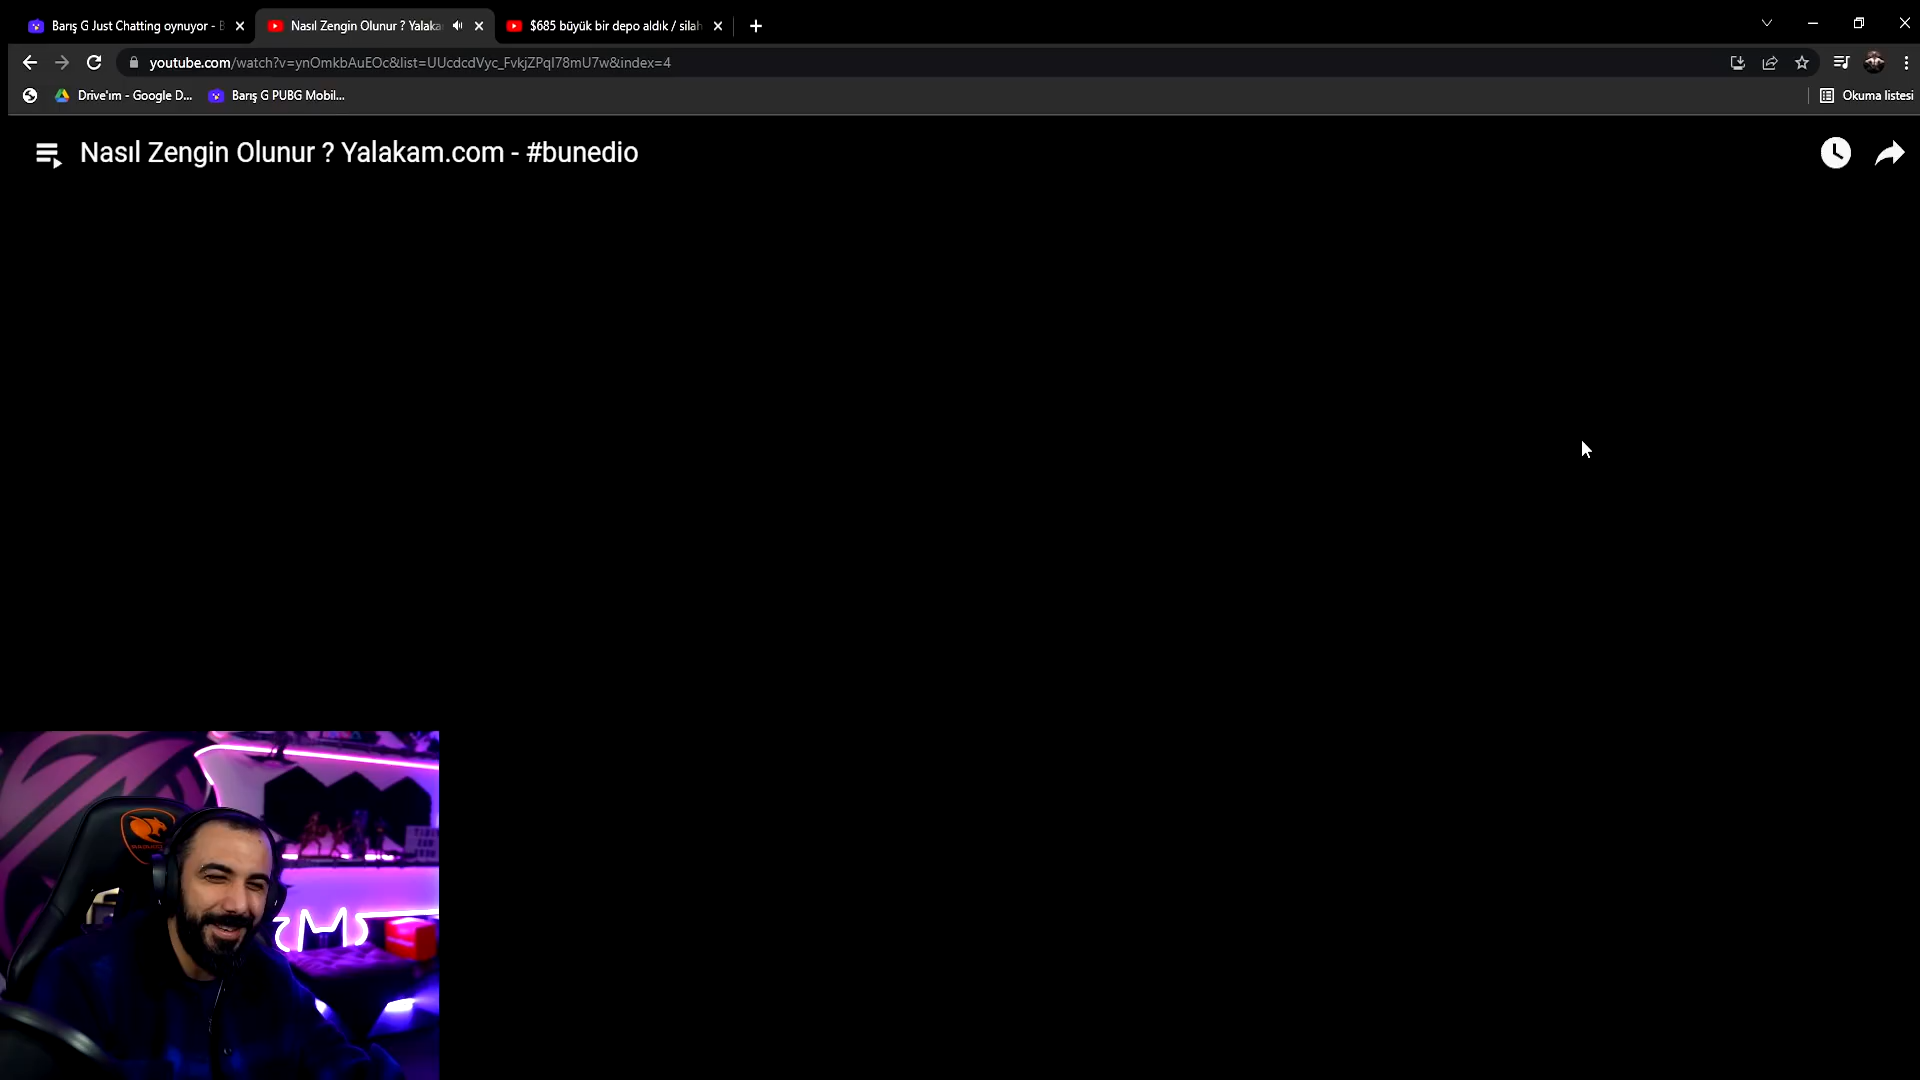 Barış G Just Chatting oynuyor - B
Nasıl Zengin Olunur ? Yalaka
$685 büyük bir depo aldık / silah
youtube.com/watch?v=ynOmkbAuEOc&list=UUcdcdVyc_FvkjZPqI78mU7w&index=4
Drive'ım - Google D...
Barış G PUBG Mobil...
Okuma listesi
Nasıl Zengin Olunur ? Yalakam.com - #bunedio